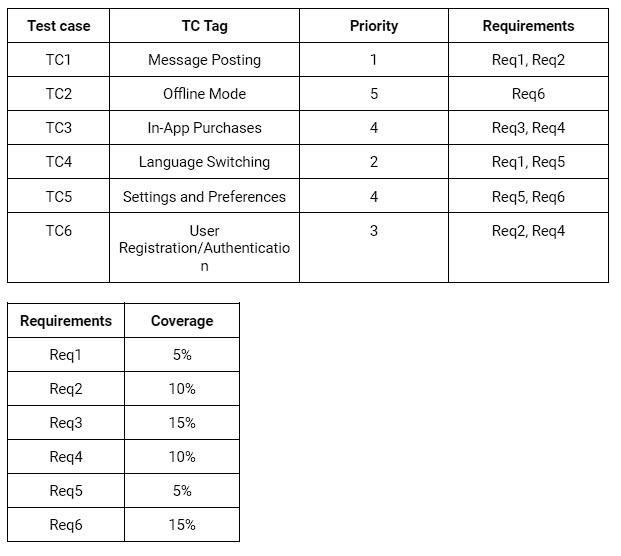 Test case TC Tag Priority Requirements
TC1 Message Posting 1 Req1, Req2
TC2 Offline Mode 5 Req6
TC3 In-App Purchases 4 Req3, Req4
TC4 Language Switching 2 Req1, Req5
TC5 Settings and Preferences 4 Req5, Req6
TC6 User 3 Req2, Req4
Registration/Authenticatio
n
Requirements Coverage
Req1 5%
Req2 10%
Req3 15%
Req4 10%
Req5 5%
Req6 15%